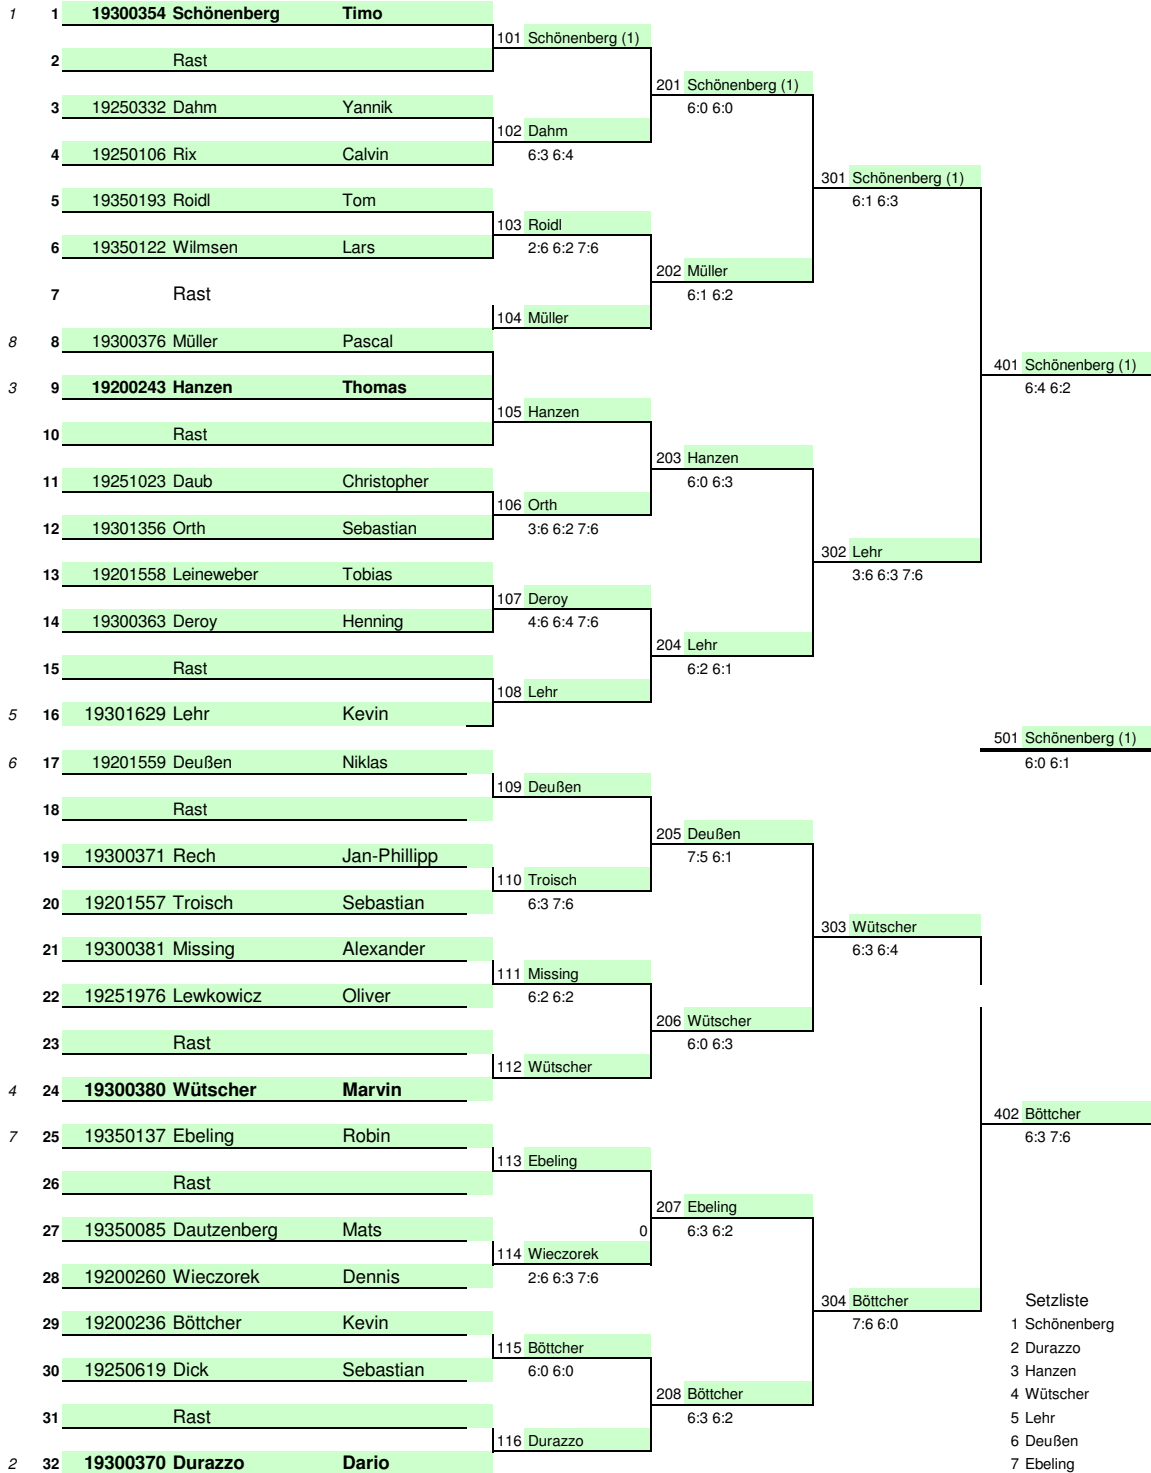 1 1 19300354 Schönenberg Timo
101 Schönenberg (1)
2 Rast
201 Schönenberg (1)
3 19250332 Dahm Yannik 6:0 6:0
102 Dahm
4 19250106 Rix Calvin 6:3 6:4
301 Schönenberg (1)
5 19350193 Roidl Tom 6:1 6:3
103 Roidl
6 19350122 Wilmsen Lars 2:6 6:2 7:6
202 Müller
7 Rast 6:1 6:2
104 Müller
8 8 19300376 Müller Pascal
401 Schönenberg (1)
3 9 19200243 Hanzen Thomas 6:4 6:2
105 Hanzen
10 Rast
203 Hanzen
11 19251023 Daub Christopher 6:0 6:3
106 Orth
12 19301356 Orth Sebastian 3:6 6:2 7:6
302 Lehr
13 19201558 Leineweber Tobias 3:6 6:3 7:6
107 Deroy
14 19300363 Deroy Henning 4:6 6:4 7:6
204 Lehr
15 Rast 6:2 6:1
108 Lehr
5 16 19301629 Lehr Kevin
501 Schönenberg (1)
6 17 19201559 Deußen Niklas 6:0 6:1
109 Deußen
18 Rast
205 Deußen
19 19300371 Rech Jan-Phillipp 7:5 6:1
110 Troisch
20 19201557 Troisch Sebastian 6:3 7:6
303 Wütscher
21 19300381 Missing Alexander 6:3 6:4
111 Missing
22 19251976 Lewkowicz Oliver 6:2 6:2
206 Wütscher
23 Rast 6:0 6:3
112 Wütscher
4 24 19300380 Wütscher Marvin
402 Böttcher
7 25 19350137 Ebeling Robin 6:3 7:6
113 Ebeling
26 Rast
207 Ebeling
27 19350085 Dautzenberg Mats 0 6:3 6:2
114 Wieczorek
28 19200260 Wieczorek Dennis 2:6 6:3 7:6
304 Böttcher Setzliste
29 19200236 Böttcher Kevin 7:6 6:0 1 Schönenberg
115 Böttcher 2 Durazzo
30 19250619 Dick Sebastian 6:0 6:0 3 Hanzen
208 Böttcher 4 Wütscher
31 Rast 6:3 6:2 5 Lehr
116 Durazzo 6 Deußen
2 32 19300370 Durazzo Dario 7 Ebeling